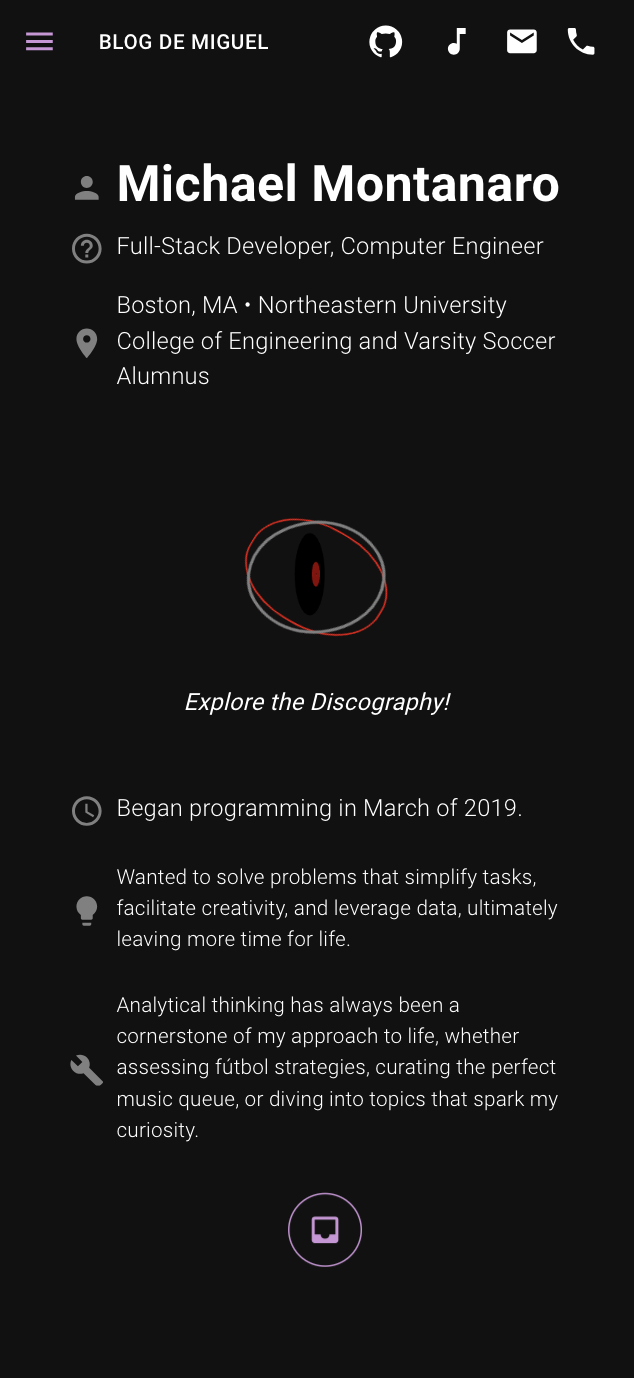 BLOG DE MIGUEL
Michael Montanaro
Full-Stack Developer, Computer Engineer
Boston, MA • Northeastern University
College of Engineering and Varsity Soccer
Alumnus
Explore the Discography!
Began programming in March of 2019.
Wanted to solve problems that simplify tasks,
facilitate creativity, and leverage data, ultimately
leaving more time for life.
Analytical thinking has always been a
cornerstone of my approach to life, whether
assessing fútbol strategies, curating the perfect
music queue, or diving into topics that spark my
curiosity.